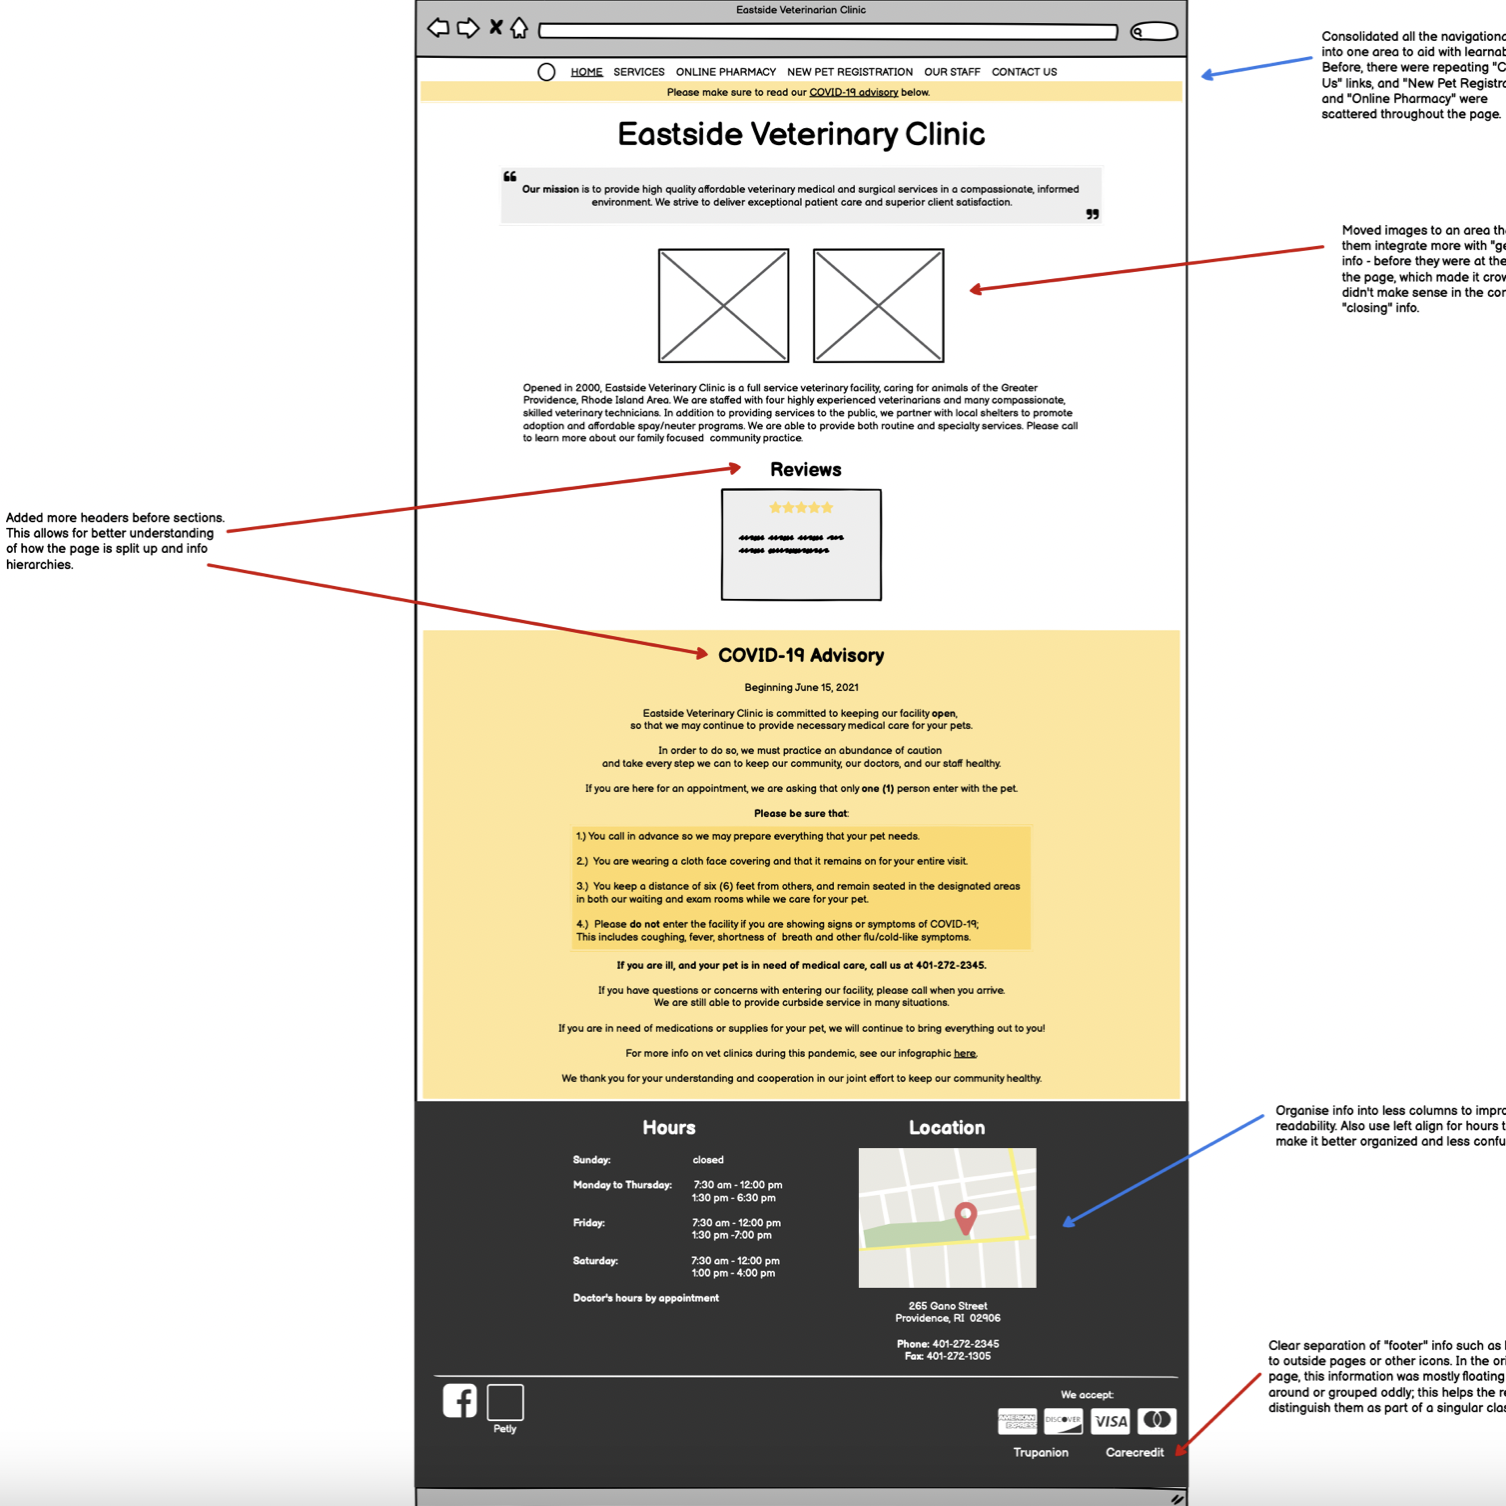 Eastside Veterinarian Clinic
HOME SERVICES ONLINE PHARMACY NEW PET REGISTRATION OUR STAFF CONTACT US
Please make sure to read our COVID-19 advisory below.
Eastside Veterinary Clinic
“
Our mission is to provide high quality affordable veterinary medical and surgical services in a compassionate, informed
environment. We strive to deliver exceptional patient care and superior client satisfaction.
”
Opened in 2000, Eastside Veterinary Clinic is a full service veterinary facility, caring for animals of the Greater
Providence, Rhode Island Area. We are staffed with four highly experienced veterinarians and many compassionate,
skilled veterinary technicians. In addition to providing services to the public, we partner with local shelters to promote
adoption and affordable spay/neuter programs. We are able to provide both routine and specialty services. Please call
to learn more about our family focused community practice.
Reviews
COVID-19 Advisory
Beginning June 15, 2021
Eastside Veterinary Clinic is committed to keeping our facility open,
so that we may continue to provide necessary medical care for your pets.
In order to do so, we must practice an abundance of caution
and take every step we can to keep our community, our doctors, and our staff healthy.
If you are here for an appointment, we are asking that only one (1) person enter with the pet.
Please be sure that:
1.) You call in advance so we may prepare everything that your pet needs.
2.) You are wearing a cloth face covering and that it remains on for your entire visit.
3.) You keep a distance of six (6) feet from others, and remain seated in the designated areas
in both our waiting and exam rooms while we care for your pet.
4.) Please do not enter the facility if you are showing signs or symptoms of COVID-19;
This includes coughing, fever, shortness of breath and other flu/cold-like symptoms.
If you are ill, and your pet is in need of medical care, call us at 401-272-2345.
If you have questions or concerns with entering our facility, please call when you arrive.
We are still able to provide curbside service in many situations.
If you are in need of medications or supplies for your pet, we will continue to bring everything out to you!
For more info on vet clinics during this pandemic, see our infographic here.
We thank you for your understanding and cooperation in our joint effort to keep our community healthy.
Hours
Sunday: closed
Monday to Thursday: 7:30 am - 12:00 pm
1:30 pm - 6:30 pm
Friday: 7:30 am - 12:00 pm
1:30 pm -7:00 pm
Saturday: 7:30 am - 12:00 pm
1:00 pm - 4:00 pm
Doctor's hours by appointment
Location
265 Gano Street
Providence, RI 02906
Phone: 401-272-2345
Fax: 401-272-1305
Petly
We accept:
AMERICAN
EXPRESS
DISCOVER
VISA
Trupanion Carecredit
Added more headers before sections.
This allows for better understanding
of how the page is split up and info
hierarchies.
Consolidated all the navigationa
into one area to aid with learnab
Before, there were repeating "C
Us" links, and "New Pet Registra
and "Online Pharmacy" were
scattered throughout the page.
Moved images to an area tha
them integrate more with "ge
info - before they were at the
the page, which made it crow
didn't make sense in the con
"closing" info.
Organise info into less columns to impro
readability. Also use left align for hours t
make it better organized and less confu
Clear separation of "footer" info such as
to outside pages or other icons. In the ori
page, this information was mostly floating
around or grouped oddly; this helps the re
distinguish them as part of a singular clas